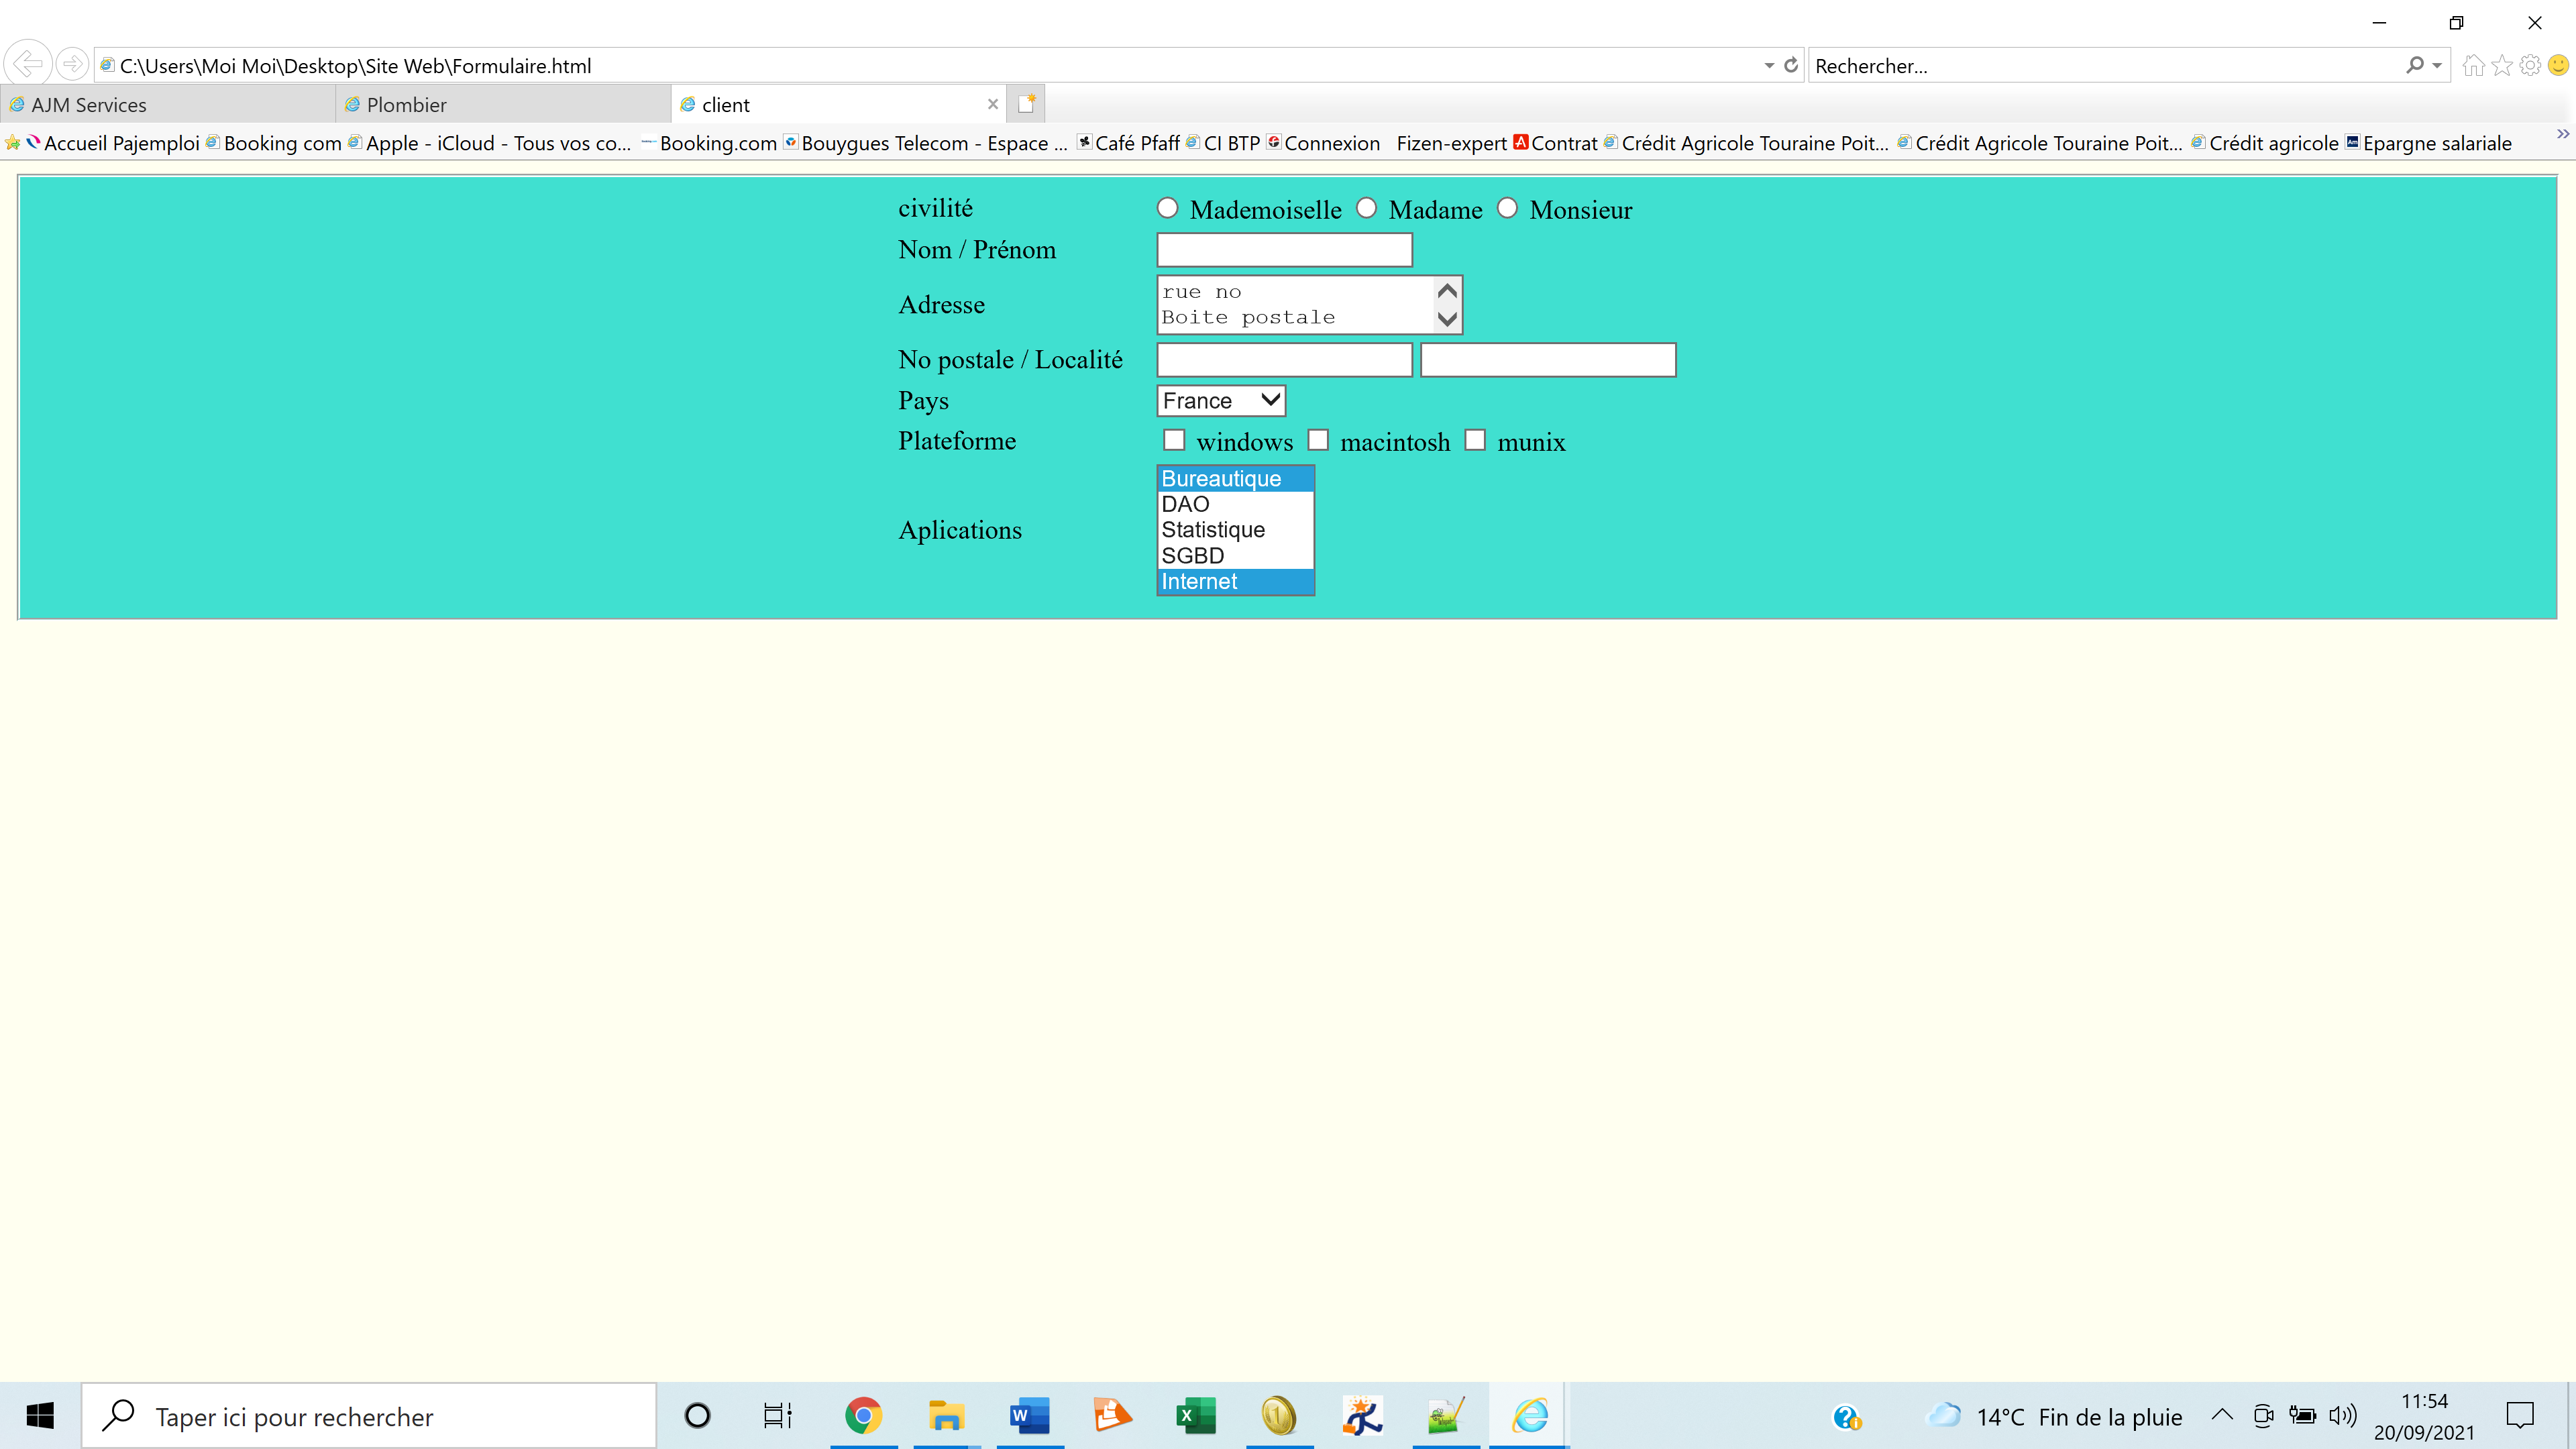 C:\Users\Moi Moi\Desktop\Site Web\Formulaire.html
Rechercher...
AJM Services
Plombier
client
Accueil Pajemploi Booking com Apple - iCloud - Tous vos co... Booking.com Bouygues Telecom - Espace ... Café Pfaff CI BTP Connexion Fizen-expert Contrat Crédit Agricole Touraine Poit... Crédit Agricole Touraine Poit... Crédit agricole Epargne salariale
civilité Mademoiselle Madame Monsieur
Nom / Prénom
Adresse
rue no
Boite postale
No postale / Localité
Pays France
Plateforme windows macintosh munix
Aplications
Bureautique
DAO
Statistique
SGBD
Internet
Taper ici pour rechercher
14°C Fin de la pluie
11:54
20/09/2021